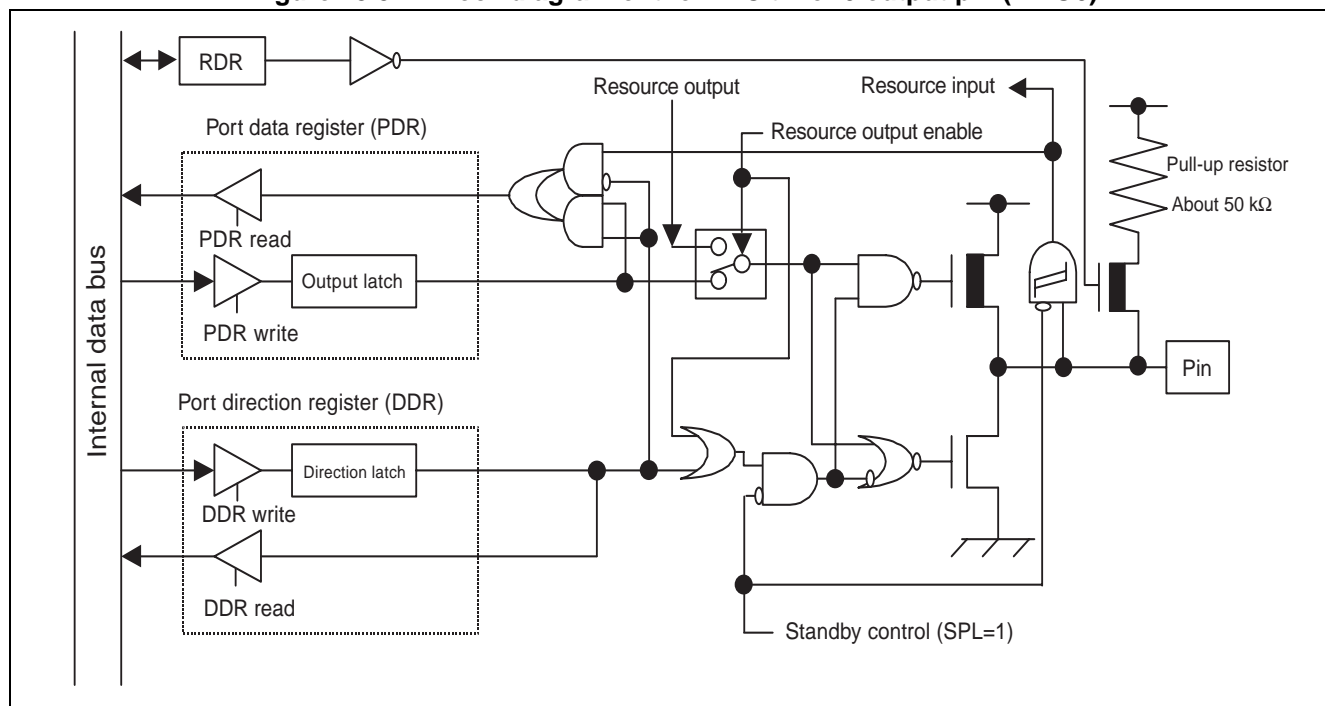 RDR
Resource output
Resource input
Port data register (PDR)
Resource output enable
Pull-up resistor
About 50 kΩ
PDR read
Output latch
PDR write
Internal data bus
Pin
Port direction register (DDR)
Direction latch
DDR write
DDR read
Standby control (SPL=1)